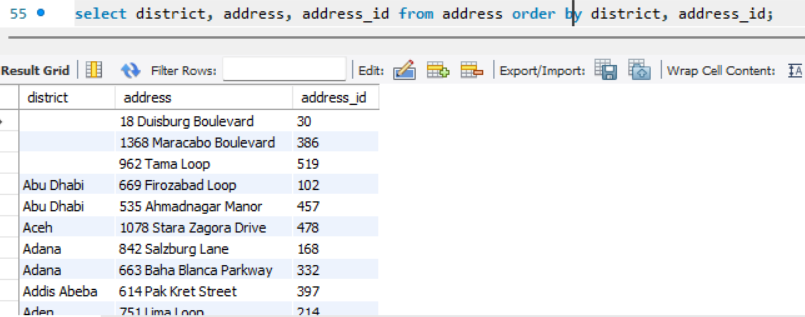 55 select district, address, address_id from address order by district, address_id;
Result Grid Filter Rows: Edit: Export/Import: Wrap Cell Content: IA
district address address_id
18 Duisburg Boulevard 30
1368 Maracabo Boulevard 386
962 Tama Loop 519
Abu Dhabi 669 Firozabad Loop 102
Abu Dhabi 535 Ahmadnagar Manor 457
Aceh 1078 Stara Zagora Drive 478
Adana 842 Salzburg Lane 168
Adana 663 Baha Blanca Parkway 332
Addis Abeba 614 Pak Kret Street 397
Aden 751 Lima Loop 214